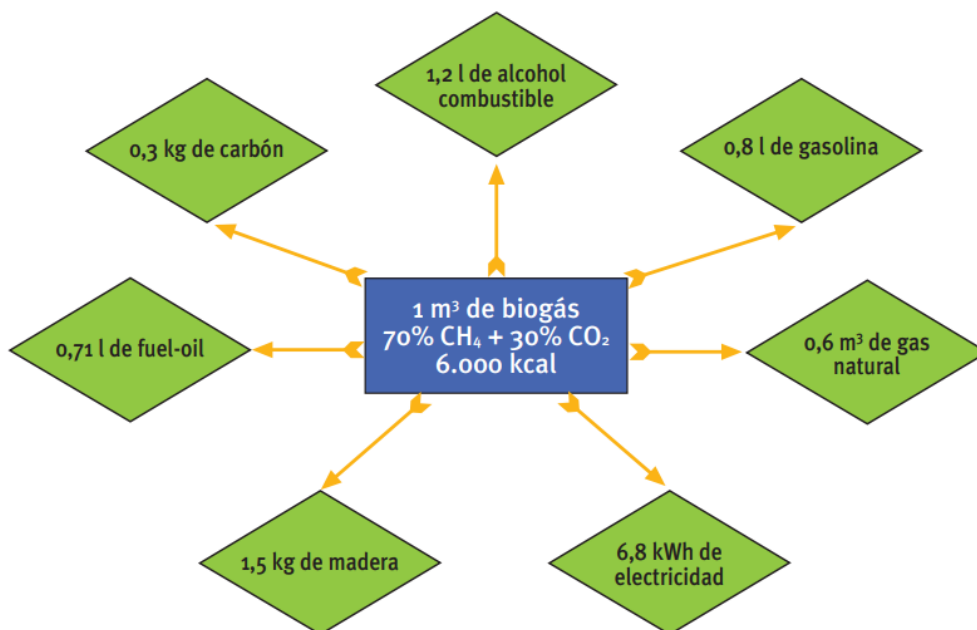 1,2 l de alcohol
combustible
0,3 kg de carbón
0,8 l de gasolina
1 m³ de biogás
70% CH₄ + 30% CO₂
6.000 kcal
0,71 l de fuel-oil
0,6 m³ de gas
natural
1,5 kg de madera
6,8 kWh de
electricidad